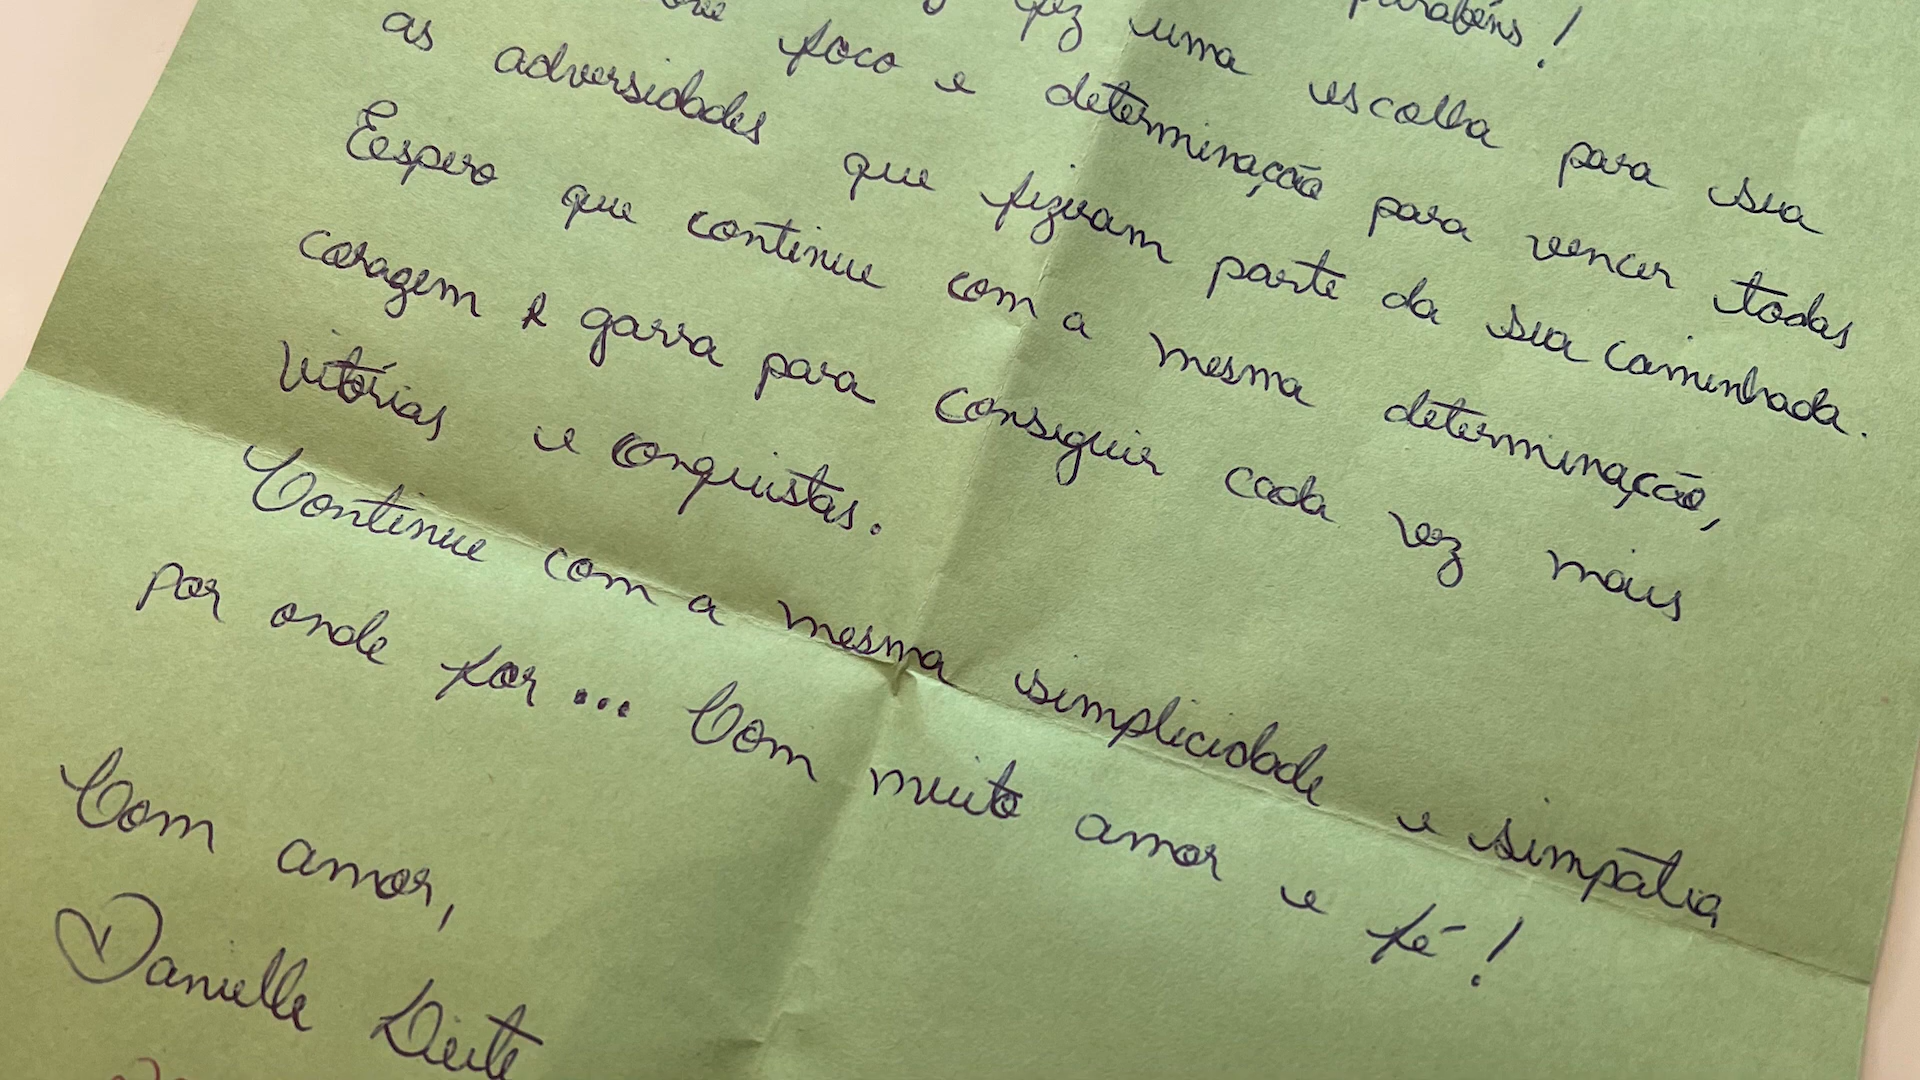 parabéns !
fez uma escolha para sua
foco e determinação para vencer todas
as adversidades que fizeram parte da sua caminhada.
Espero que continue com a mesma determinação,
coragem e garra para conseguir cada vez mais
vitórias e conquistas.
Continue com a mesma simplicidade e simpatia
por onde for... Com muito amor e fé!
Com amor,
Danielle Leite